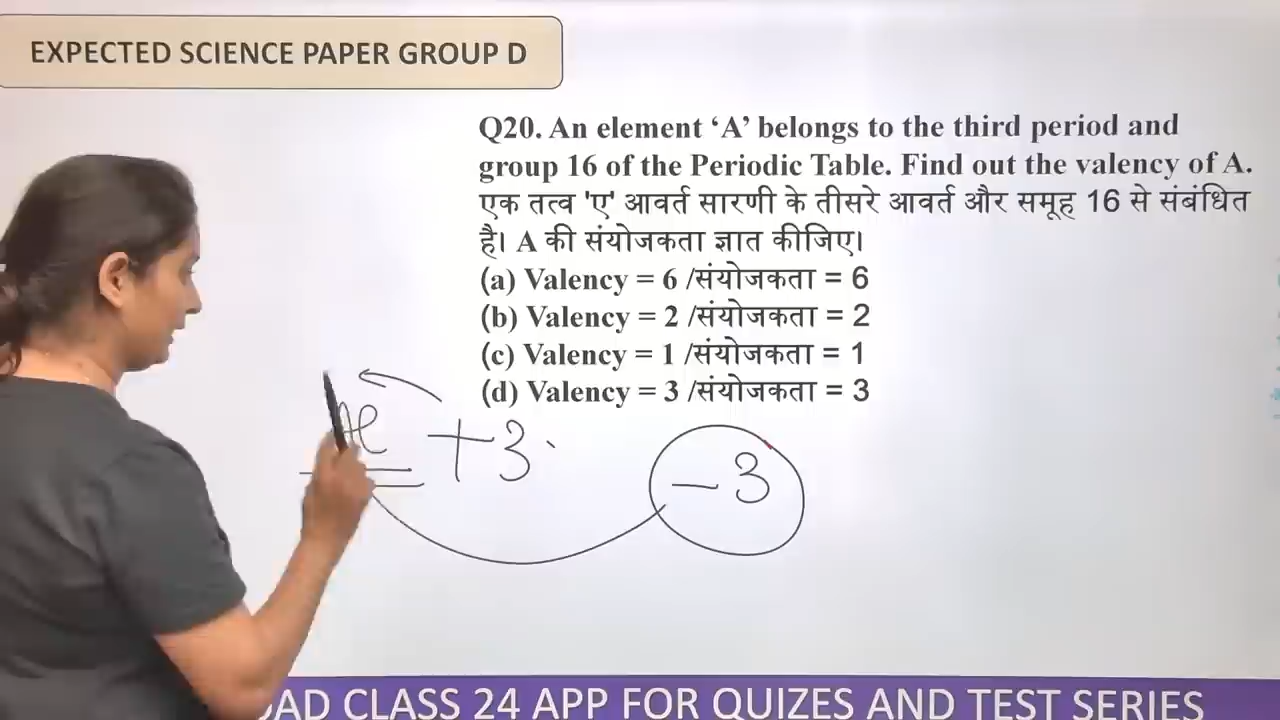 EXPECTED SCIENCE PAPER GROUP D
Q20. An element ‘A’ belongs to the third period and
group 16 of the Periodic Table. Find out the valency of A.
एक तत्व 'ए' आवर्त सारणी के तीसरे आवर्त और समूह 16 से संबंधित
है। A की संयोजकता ज्ञात कीजिए।
(a) Valency = 6 /संयोजकता = 6
(b) Valency = 2 /संयोजकता = 2
(c) Valency = 1 /संयोजकता = 1
(d) Valency = 3 /संयोजकता = 3
+3
-3
CLASS 24 APP FOR QUIZES AND TEST SERIES